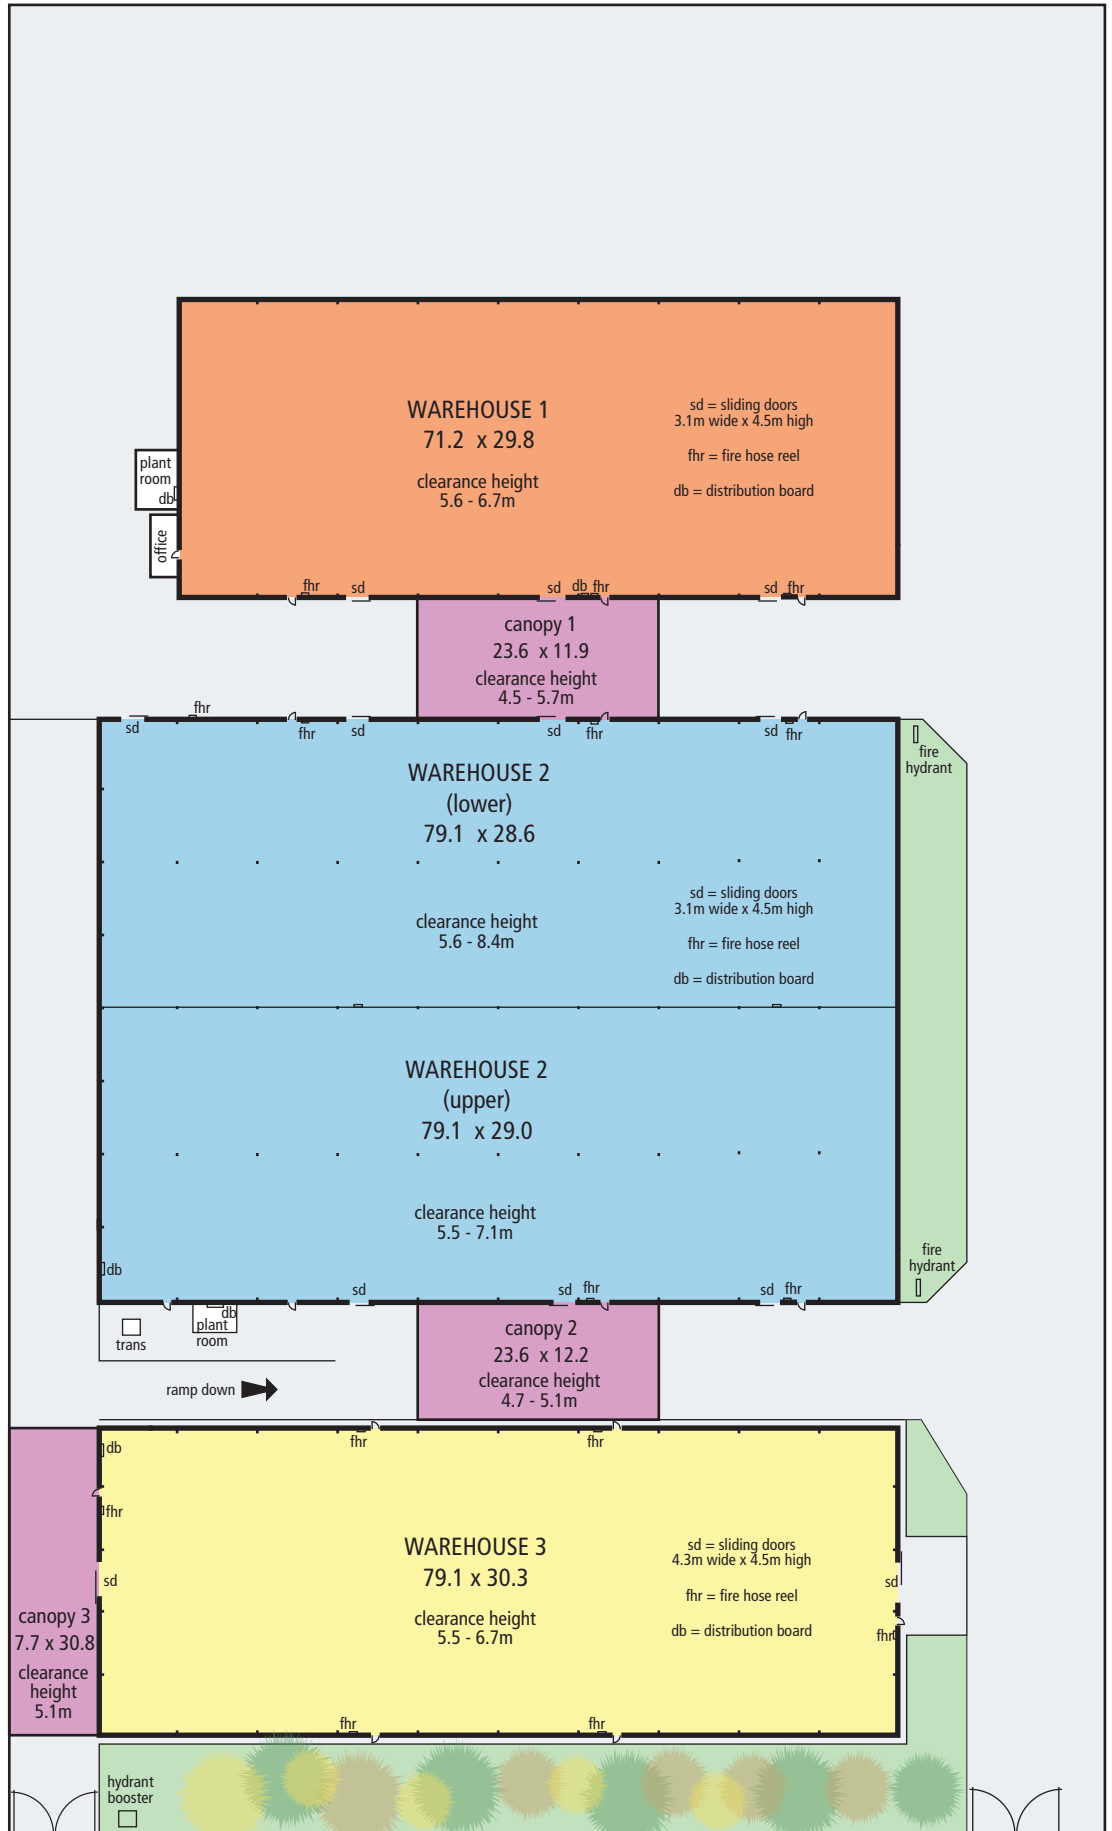 WAREHOUSE 1
71.2 x 29.8
clearance height
5.6 - 6.7m
sd = sliding doors
3.1m wide x 4.5m high
fhr = fire hose reel
db = distribution board
plant
room
db
office
fhr
sd
sd
db
fhr
sd
fhr
canopy 1
23.6 x 11.9
clearance height
4.5 - 5.7m
fhr
sd
fhr
sd
sd
fhr
sd
fhr
fire
hydrant
WAREHOUSE 2
(lower)
79.1 x 28.6
clearance height
5.6 - 8.4m
sd = sliding doors
3.1m wide x 4.5m high
fhr = fire hose reel
db = distribution board
WAREHOUSE 2
(upper)
79.1 x 29.0
clearance height
5.5 - 7.1m
fire
hydrant
db
sd
sd
fhr
sd
fhr
db
plant
room
trans
canopy 2
23.6 x 12.2
clearance height
4.7 - 5.1m
ramp down
db
fhr
fhr
fhr
sd
WAREHOUSE 3
79.1 x 30.3
clearance height
5.5 - 6.7m
sd = sliding doors
4.3m wide x 4.5m high
fhr = fire hose reel
db = distribution board
sd
fhr
canopy 3
7.7 x 30.8
clearance
height
5.1m
fhr
fhr
hydrant
booster